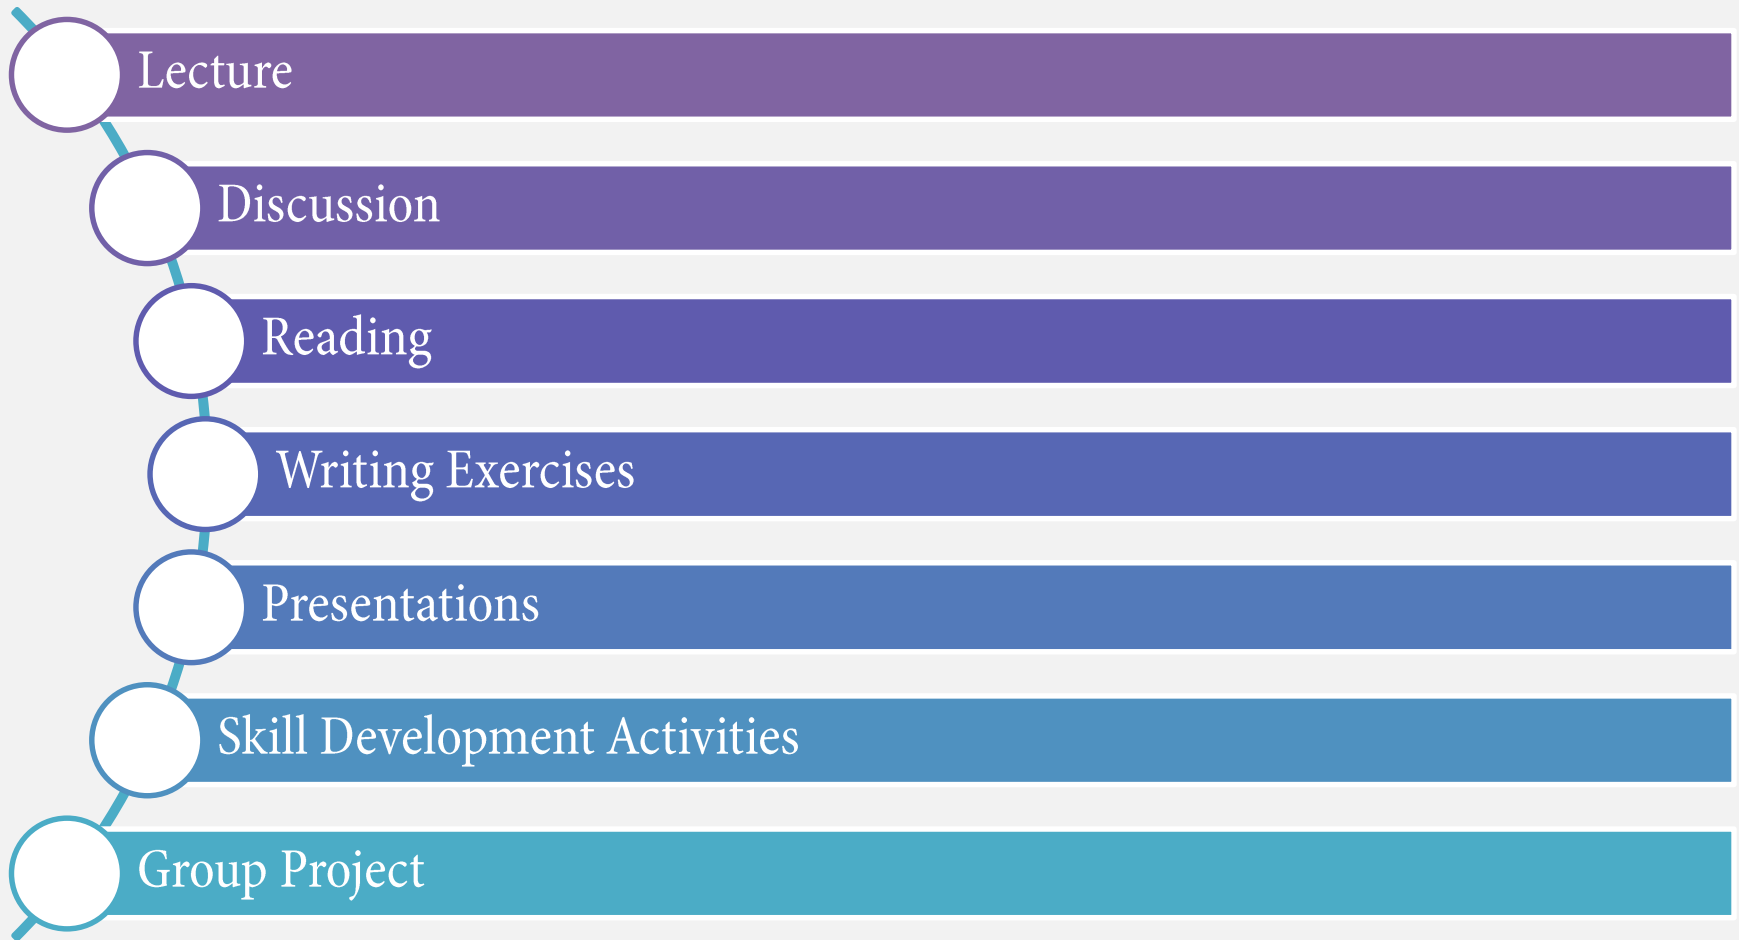 Lecture
Discussion
Reading
Writing Exercises
Presentations
Skill Development Activities
Group Project